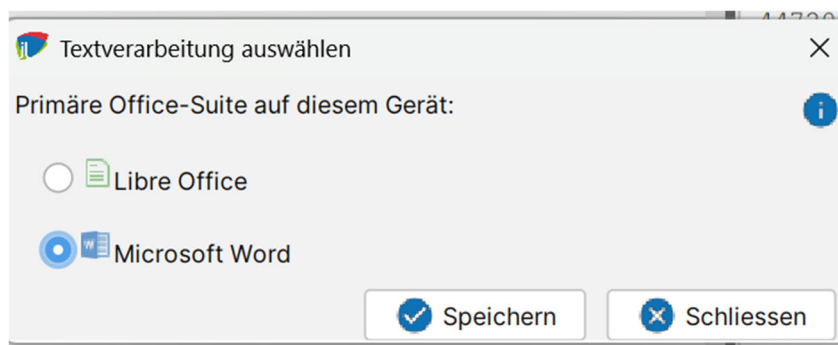 Textverarbeitung auswählen
Primäre Office-Suite auf diesem Gerät:
Libre Office
Microsoft Word
Speichern
Schliessen